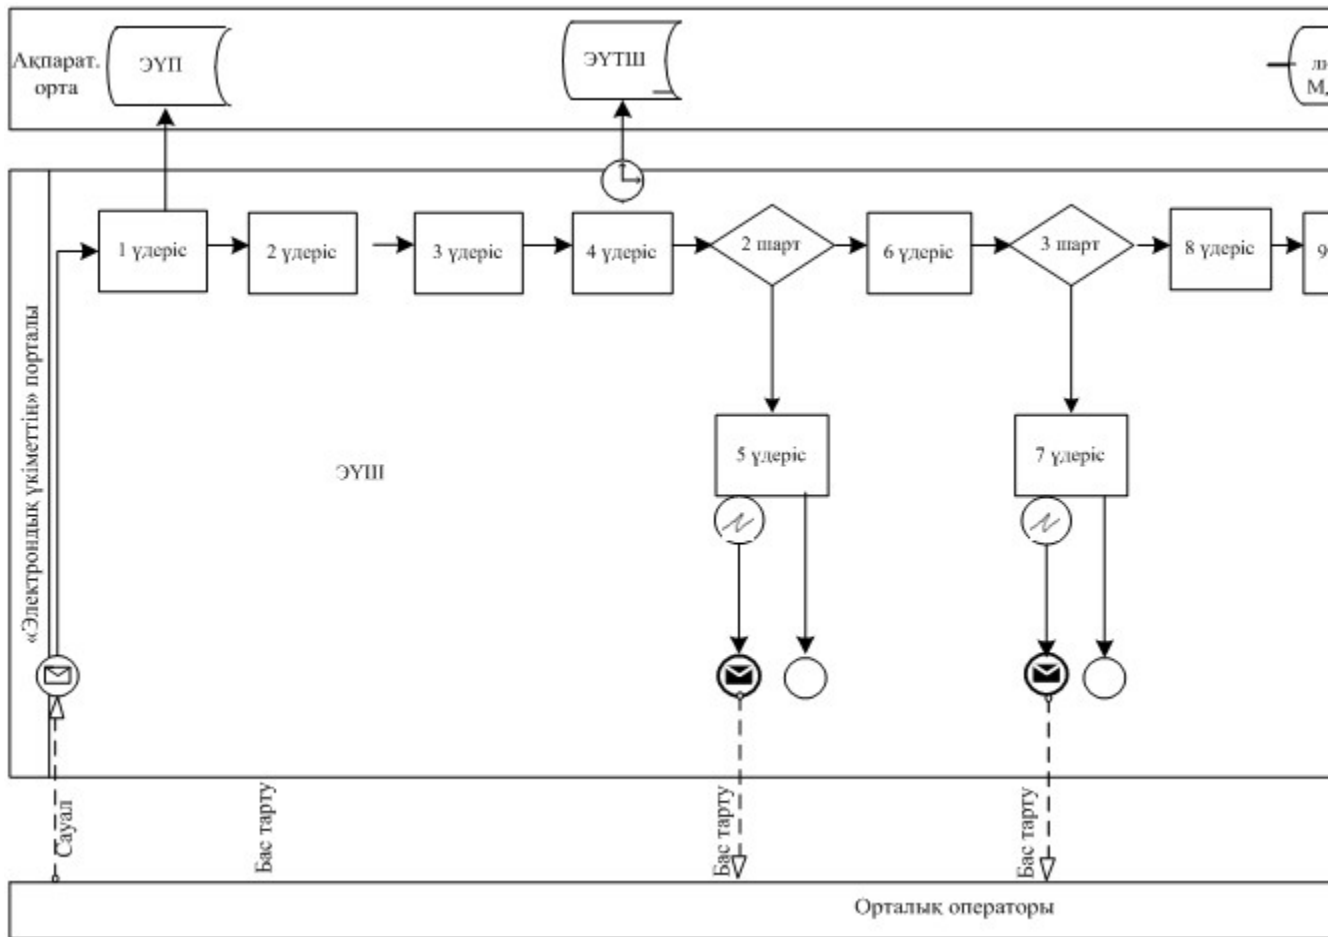 Ақпарат.
орта
ЭҮП
ЭҮТШ
«Электрондық үкіметтің» порталы
1 үдеріс
2 үдеріс
3 үдеріс
4 үдеріс
2 шарт
6 үдеріс
3 шарт
8 үдеріс
9
ЭҮШ
5 үдеріс
7 үдеріс
Сауал
Бас тарту
Бас тарту
Бас тарту
Орталық операторы